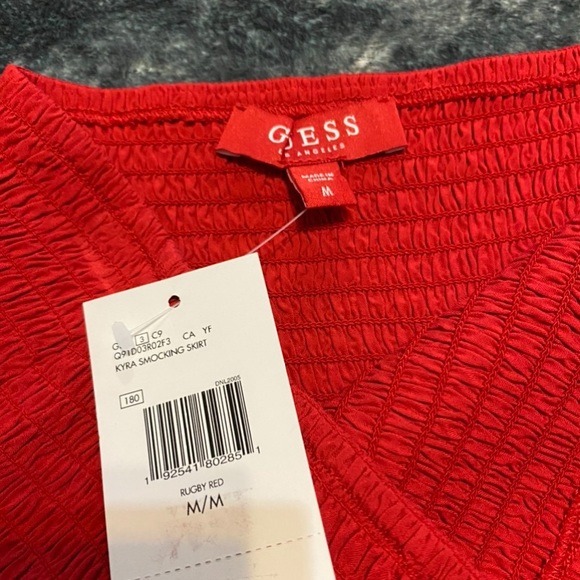 GUESS
LOS ANGELES
MADE IN
CHINA
M
3 C9
Q91D03R02F3 CA YF
KYRA SMOCKING SKIRT
180
DNL2005
1 92541 80285 1
RUGBY RED
M/M